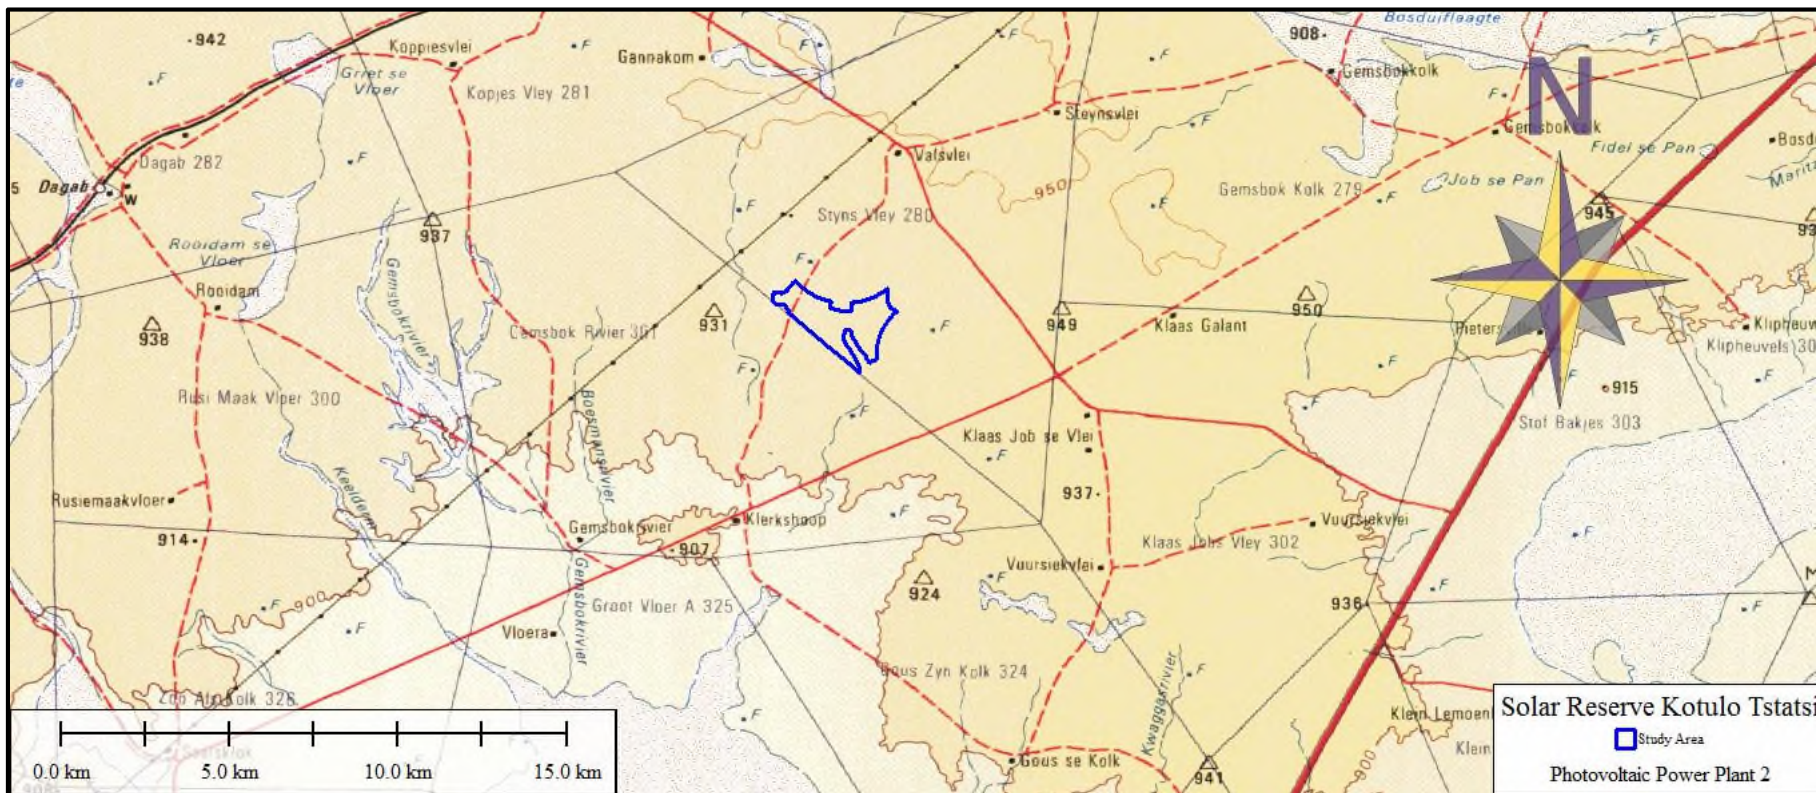 942
Koppiesvlei
Gannakom
F
F
F
F
F
908
Bosduiflaagte
Griet se
Vloer
Kopjes Vley 281
Gemsbokkolk
F
N
Steynsvlei
F
Gemsbokkolk
Fidel se Pan
Dagab 282
F
Valsvlei
950
Job se Pan
Gemsbok Kolk 279
Dagab
W
F
Styns Vley 280
F
F
945
937
Rooidam se
Vloer
Gemsbokrivier
F
Rooidam
938
931
Gemsbok Rivier 301
F
949
Klaas Galant
950
Klipheuvels 30
Rusi Maak Vloer 300
Boesmansrivier
F
F
F
F
F
915
Stof Bakjes 303
F
Klaas Job se Vlei
F
937
Rusiemaakvloer
Keelderm
914
Gemsbokrivier
Klerkshoop
907
F
Vuursiekvlei
Klaas Jobs Vley 302
F
Vuursiekvlei
F
924
936
F
M
F
900
F
F
Groot Vloer A 325
Vloera
Gemsbokrivier
Gous Zyn Kolk 324
Kwaggasrivier
F
F
Gous se Kolk
941
900
0.0 km
5.0 km
10.0 km
15.0 km
Solar Reserve Kotulo Tstatsi
Study Area
Photovoltaic Power Plant 2